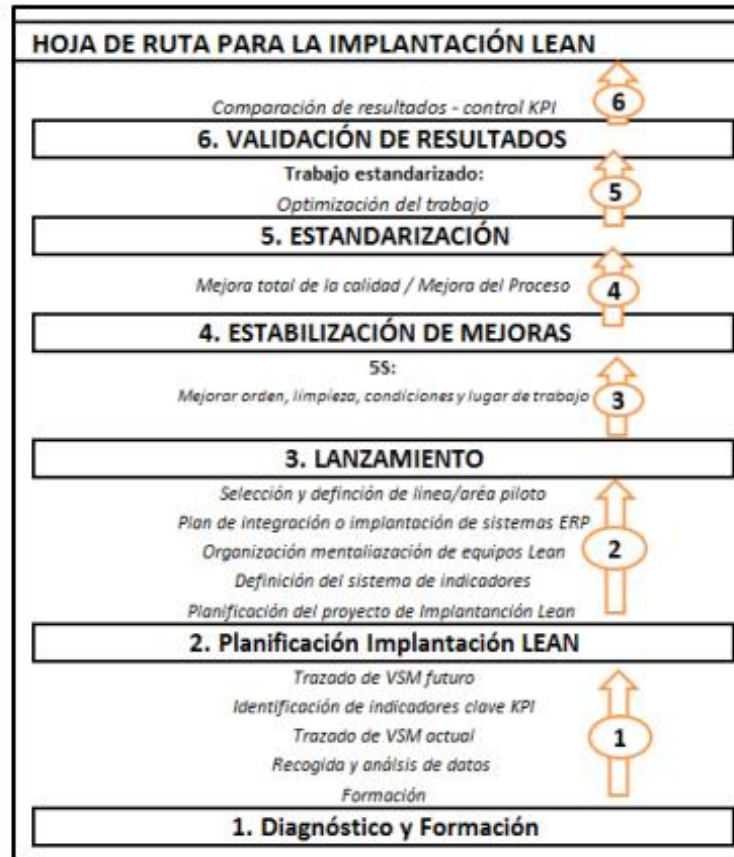 HOJA DE RUTA PARA LA IMPLANTACIÓN LEAN
6
Comparación de resultados - control KPI
6. VALIDACIÓN DE RESULTADOS
Trabajo estandarizado:
5
Optimización del trabajo
5. ESTANDARIZACIÓN
Mejora total de la calidad / Mejora del Proceso
4
4. ESTABILIZACIÓN DE MEJORAS
5S:
Mejorar orden, limpieza, condiciones y lugar de trabajo
3
3. LANZAMIENTO
Selección y definción de linea/aréa piloto
Plan de integración o implantación de sistemas ERP
Organización mentaliazación de equipos Lean
2
Definición del sistema de indicadores
Planificación del proyecto de Implantanción Lean
2. Planificación Implantación LEAN
Trazado de VSM futuro
Identificación de indicadores clave KPI
Trazado de VSM actual
1
Recogida y análsis de datos
Formación
1. Diagnóstico y Formación